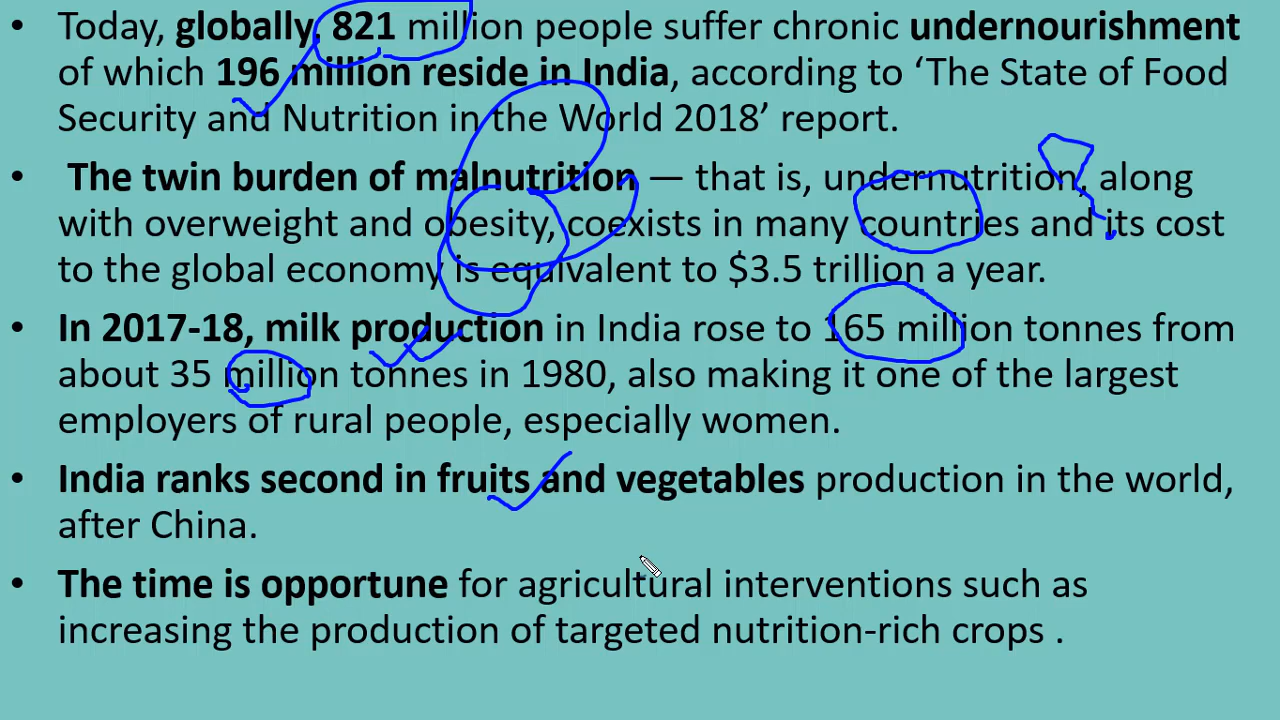 • Today, globally, 821 million people suffer chronic undernourishment
of which 196 million reside in India, according to ‘The State of Food
Security and Nutrition in the World 2018’ report.
• The twin burden of malnutrition — that is, undernutrition, along
with overweight and obesity, coexists in many countries and its cost
to the global economy is equivalent to $3.5 trillion a year.
• In 2017-18, milk production in India rose to 165 million tonnes from
about 35 million tonnes in 1980, also making it one of the largest
employers of rural people, especially women.
• India ranks second in fruits and vegetables production in the world,
after China.
• The time is opportune for agricultural interventions such as
increasing the production of targeted nutrition-rich crops .